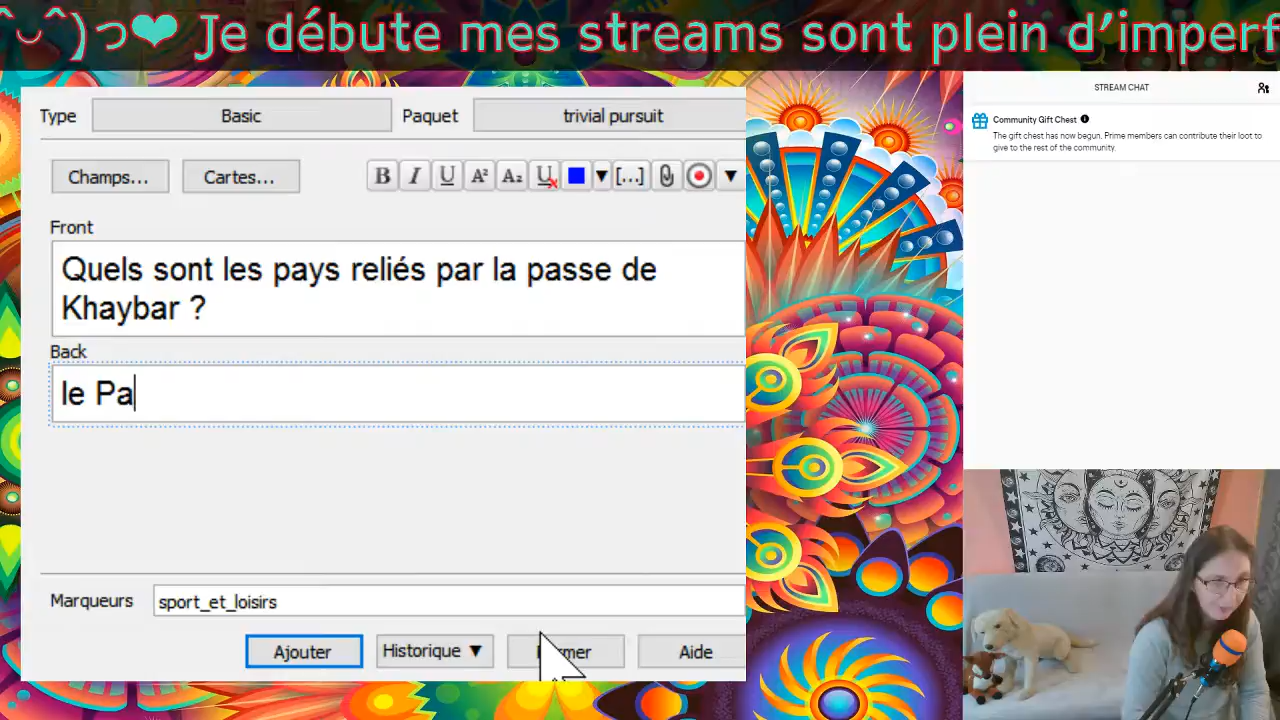 ˆ◡ˆ)っ❤ Je débute mes streams sont plein d’imperf
Type Basic Paquet trivial pursuit
Champs... Cartes... B I U A² A₂ U [...]
Front
Quels sont les pays reliés par la passe de
Khaybar ?
Back
le Pa
Marqueurs sport_et_loisirs
Ajouter Historique ▼ Aide
STREAM CHAT
Community Gift Chest
The gift chest has now begun. Prime members can contribute their loot to
give to the rest of the community.